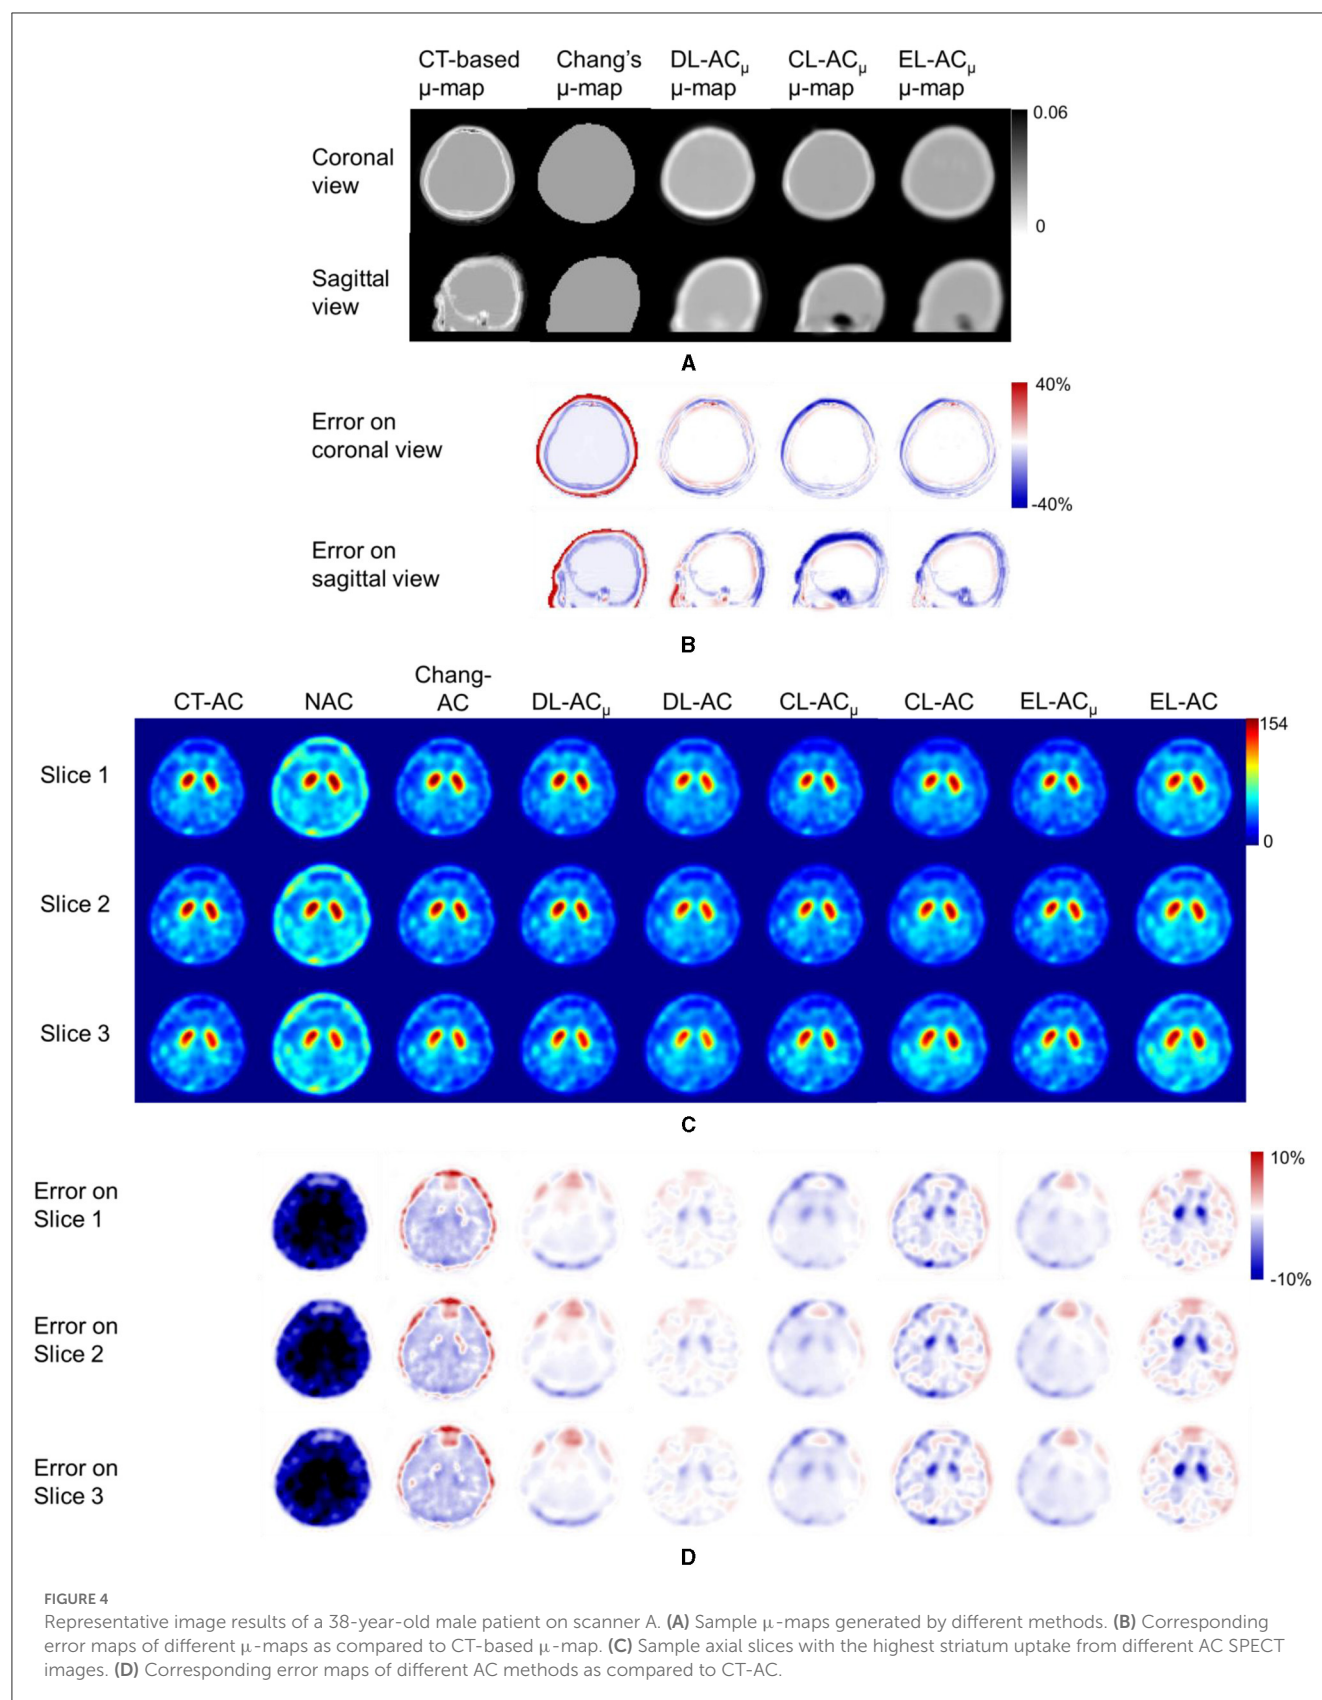 CT-based Chang's DL-ACμ CL-ACμ EL-ACμ
μ-map μ-map μ-map μ-map μ-map
0.06
Coronal
view
0
Sagittal
view
A
40%
Error on
coronal view
-40%
Error on
sagittal view
B
Chang-
CT-AC NAC AC DL-ACμ DL-AC CL-ACμ CL-AC EL-ACμ EL-AC
154
Slice 1
0
Slice 2
Slice 3
C
10%
Error on
Slice 1
-10%
Error on
Slice 2
Error on
Slice 3
D
FIGURE 4
Representative image results of a 38-year-old male patient on scanner A. (A) Sample μ-maps generated by different methods. (B) Corresponding
error maps of different μ-maps as compared to CT-based μ-map. (C) Sample axial slices with the highest striatum uptake from different AC SPECT
images. (D) Corresponding error maps of different AC methods as compared to CT-AC.